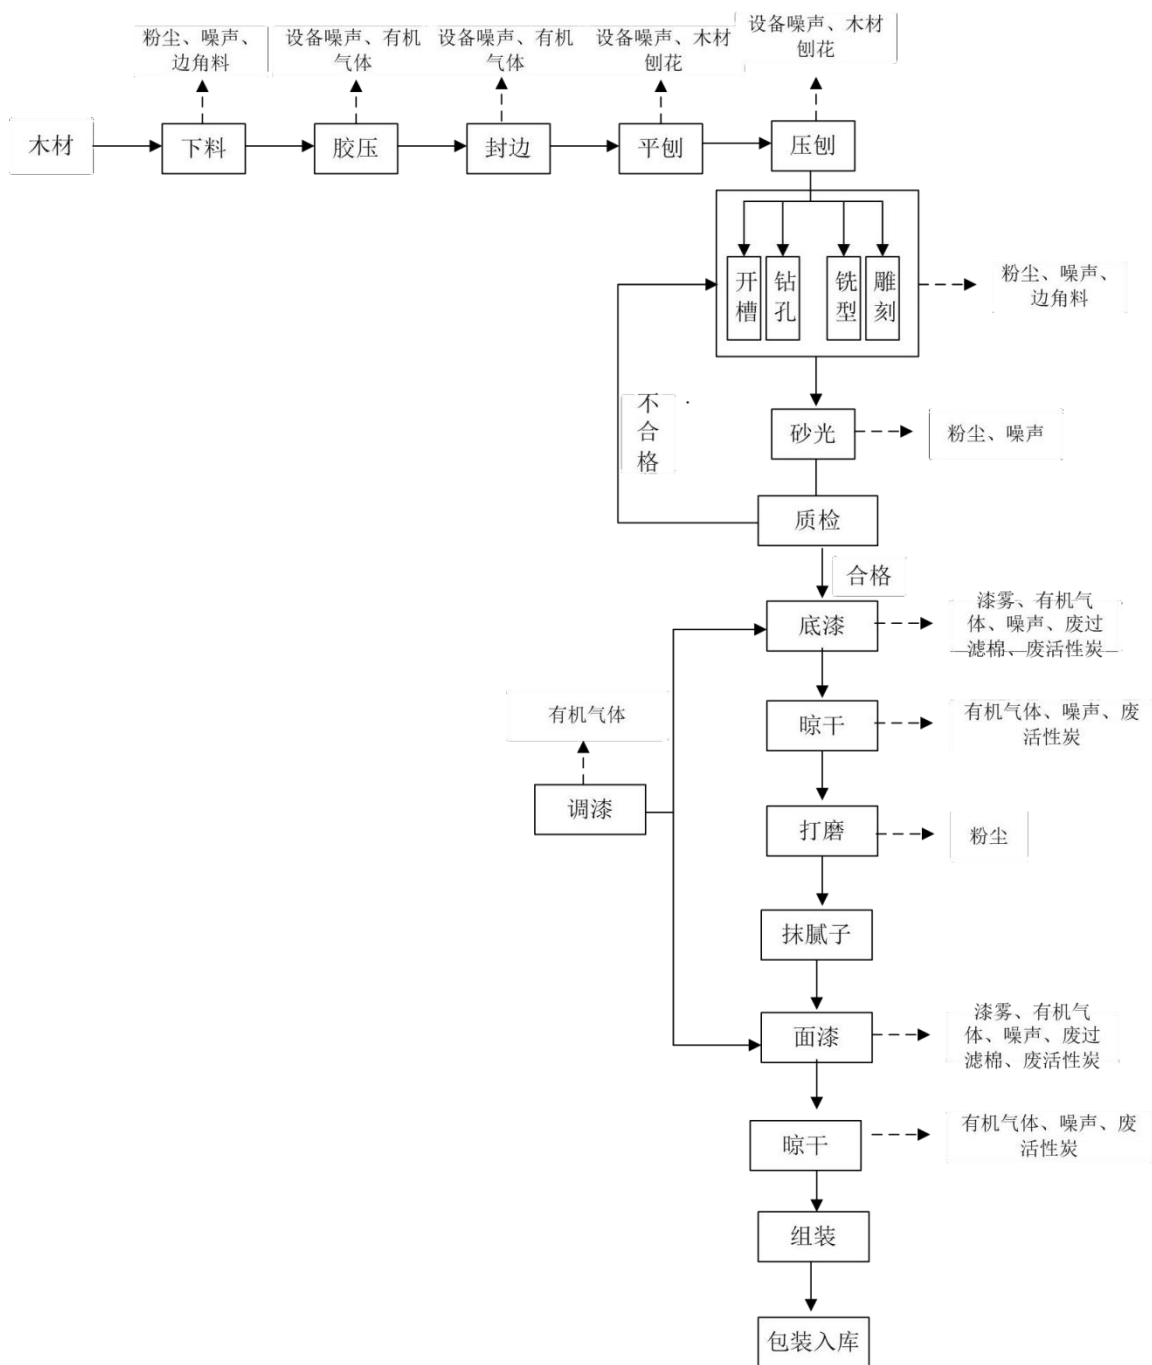 粉尘、噪声、
边角料
设备噪声、有机
气体
设备噪声、有机
气体
设备噪声、木材
刨花
设备噪声、木材
刨花
木材
下料
胶压
封边
平刨
压刨
开
槽
钻
孔
铣
型
雕
刻
粉尘、噪声、
边角料
不
合
格
砂光
粉尘、噪声
质检
合格
底漆
漆雾、有机气
体、噪声、废过
滤棉、废活性炭
有机气体
晾干
有机气体、噪声、废
活性炭
调漆
打磨
粉尘
抹腻子
面漆
漆雾、有机气
体、噪声、废过
滤棉、废活性炭
晾干
有机气体、噪声、废
活性炭
组装
包装入库